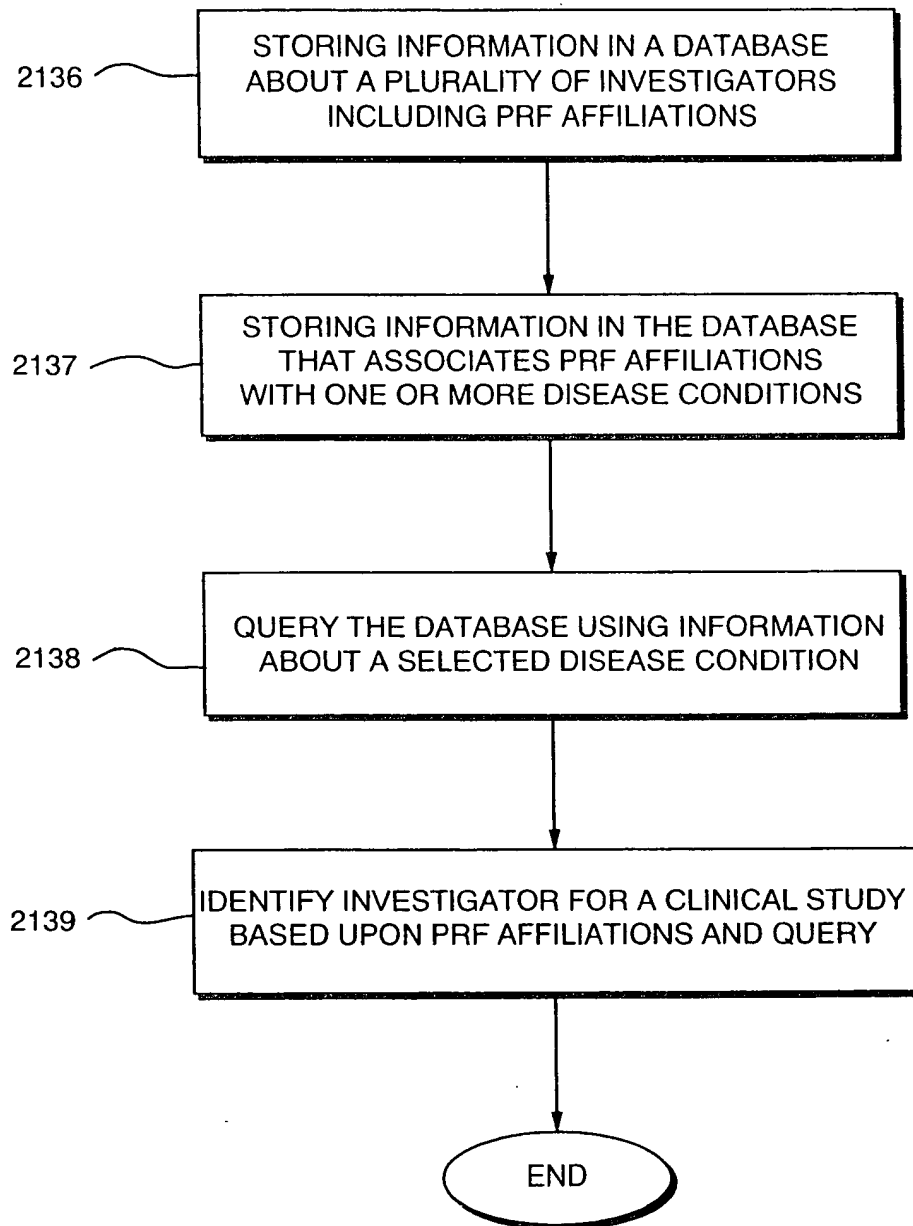 2136
STORING INFORMATION IN A DATABASE
ABOUT A PLURALITY OF INVESTIGATORS
INCLUDING PRF AFFILIATIONS
2137
STORING INFORMATION IN THE DATABASE
THAT ASSOCIATES PRF AFFILIATIONS
WITH ONE OR MORE DISEASE CONDITIONS
2138
QUERY THE DATABASE USING INFORMATION
ABOUT A SELECTED DISEASE CONDITION
2139
IDENTIFY INVESTIGATOR FOR A CLINICAL STUDY
BASED UPON PRF AFFILIATIONS AND QUERY
END